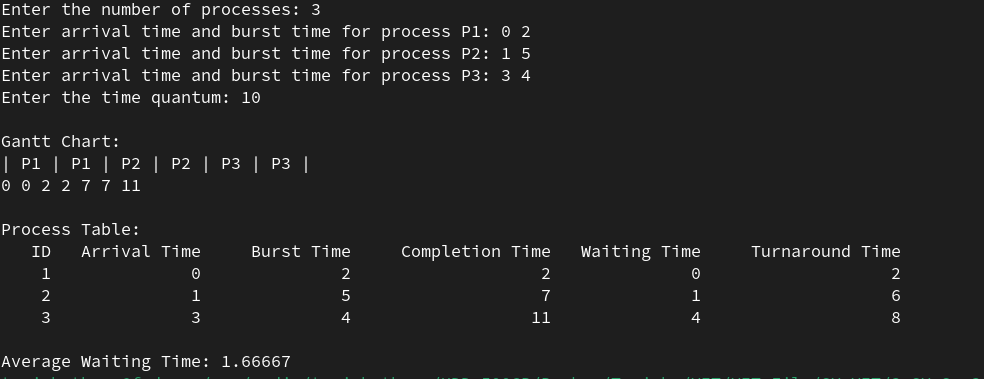 Enter the number of processes: 3
Enter arrival time and burst time for process P1: 0 2
Enter arrival time and burst time for process P2: 1 5
Enter arrival time and burst time for process P3: 3 4
Enter the time quantum: 10
Gantt Chart:
| P1 | P1 | P2 | P2 | P3 | P3 |
0 0 2 2 7 7 11
Process Table:
ID Arrival Time Burst Time Completion Time Waiting Time Turnaround Time
1 0 2 2 0 2
2 1 5 7 1 6
3 3 4 11 4 8
Average Waiting Time: 1.66667